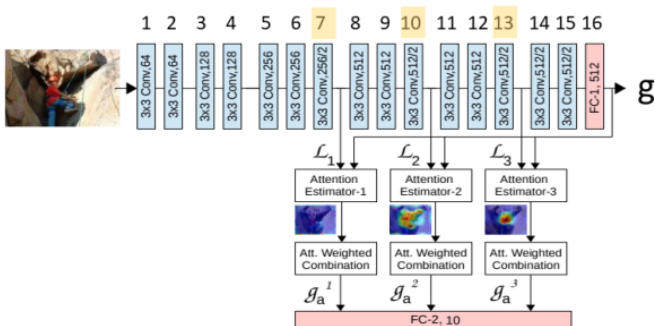 1 2 3 4 5 6 7 8 9 10 11 12 13 14 15 16
3x3 Conv,64
3x3 Conv,64
3x3 Conv,128
3x3 Conv,128
3x3 Conv,256
3x3 Conv,256
3x3 Conv,256/2
3x3 Conv,512
3x3 Conv,512
3x3 Conv,512/2
3x3 Conv,512
3x3 Conv,512
3x3 Conv,512/2
3x3 Conv,512/2
3x3 Conv,512/2
FC-1, 512
g
ℒ₁ ℒ₂ ℒ₃
Attention Attention Attention
Estimator-1 Estimator-2 Estimator-3
Att. Weighted Att. Weighted Att. Weighted
Combination Combination Combination
gₐ¹ gₐ² gₐ³
FC-2, 10